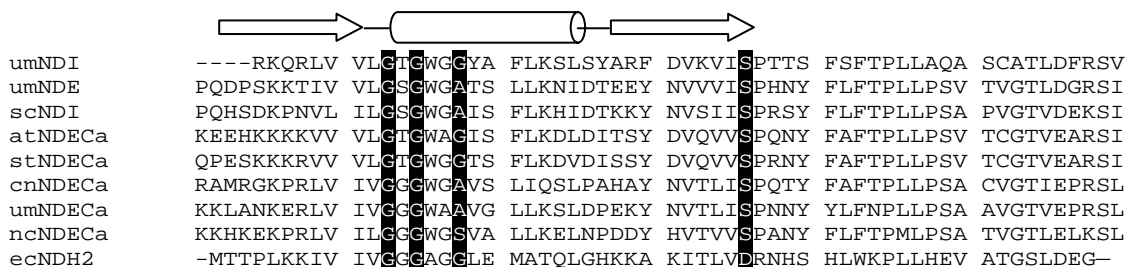 umNDI ----RKQRLV VLGTGWGGYA FLKSLSYARF DVKVISPTTS FSFTPLLAQA SCATLDFRSV
umNDE PQDPSKKTIV VLGSGWGATS LLKNIDTEEY NVVVISPHNY FLFTPLLPSV TVGTLDGRSI
scNDI PQHSDKPNVL ILGSGWGAIS FLKHIDTKKY NVSIISPRSY FLFTPLLPSA PVGTVDEKSI
atNDECa KEEHKKKKVV VLGTGWAGIS FLKDLDITSY DVQVVSPQNY FAFTPLLPSV TCGTVEARSI
stNDECa QPESKKKRVV VLGTGWGGTS FLKDVDISSY DVQVVSPRNY FAFTPLLPSV TCGTVEARSI
cnNDECa RAMRGKPRLV IVGGGWGAVS LIQSLPAHAY NVTLISPQTY FAFTPLLPSA CVGTIEPRSL
umNDECa KKLANKERLV IVGGGWAAVG LLKSLDPEKY NVTLISPNNY YLFNPLLPSA AVGTVEPRSL
ncNDECa KKHKEKPRLV ILGGGWGSVA LLKELNPDDY HVTVVSPANY FLFTPMLPSA TVGTLELKSL
ecNDH2 -MTTPLKKIV IVGGGAGGLE MATQLGHKKA KITLVDRNHS HLWKPLLHEV ATGSLDEG—